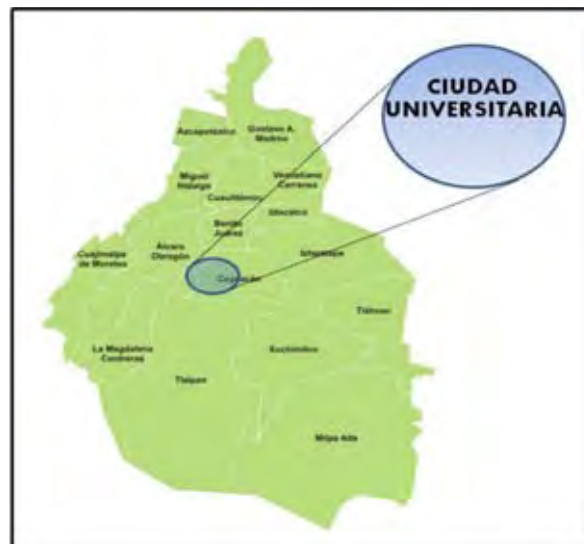 CIUDAD
UNIVERSITARIA
Azcapotzalco
Gustavo A.
Madero
Miguel
Hidalgo
Venustiano
Carranza
Cuauhtémoc
Iztacalco
Benito
Juárez
Cuajimalpa
de Morelos
Álvaro
Obregón
Iztapalapa
Coyoacán
Tláhuac
La Magdalena
Contreras
Xochimilco
Tlalpan
Milpa Alta